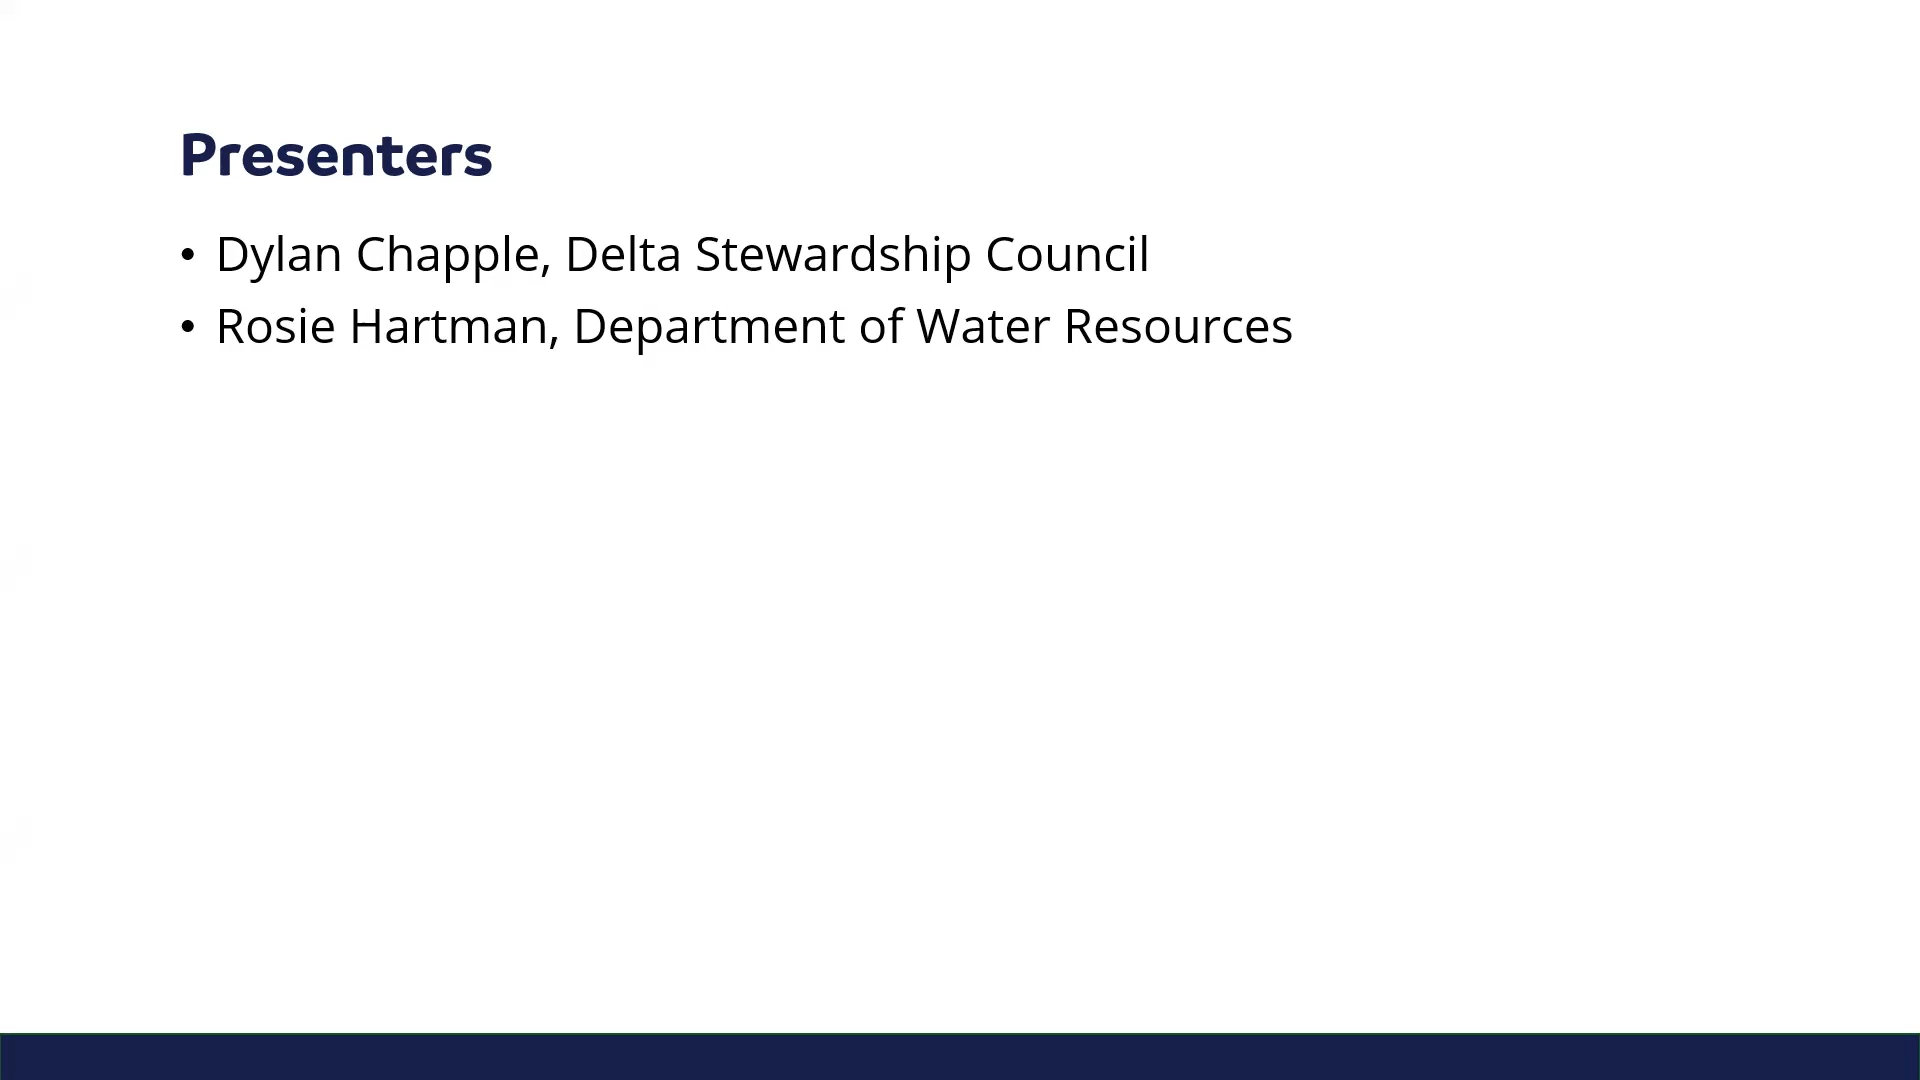 Presenters
• Dylan Chapple, Delta Stewardship Council
• Rosie Hartman, Department of Water Resources